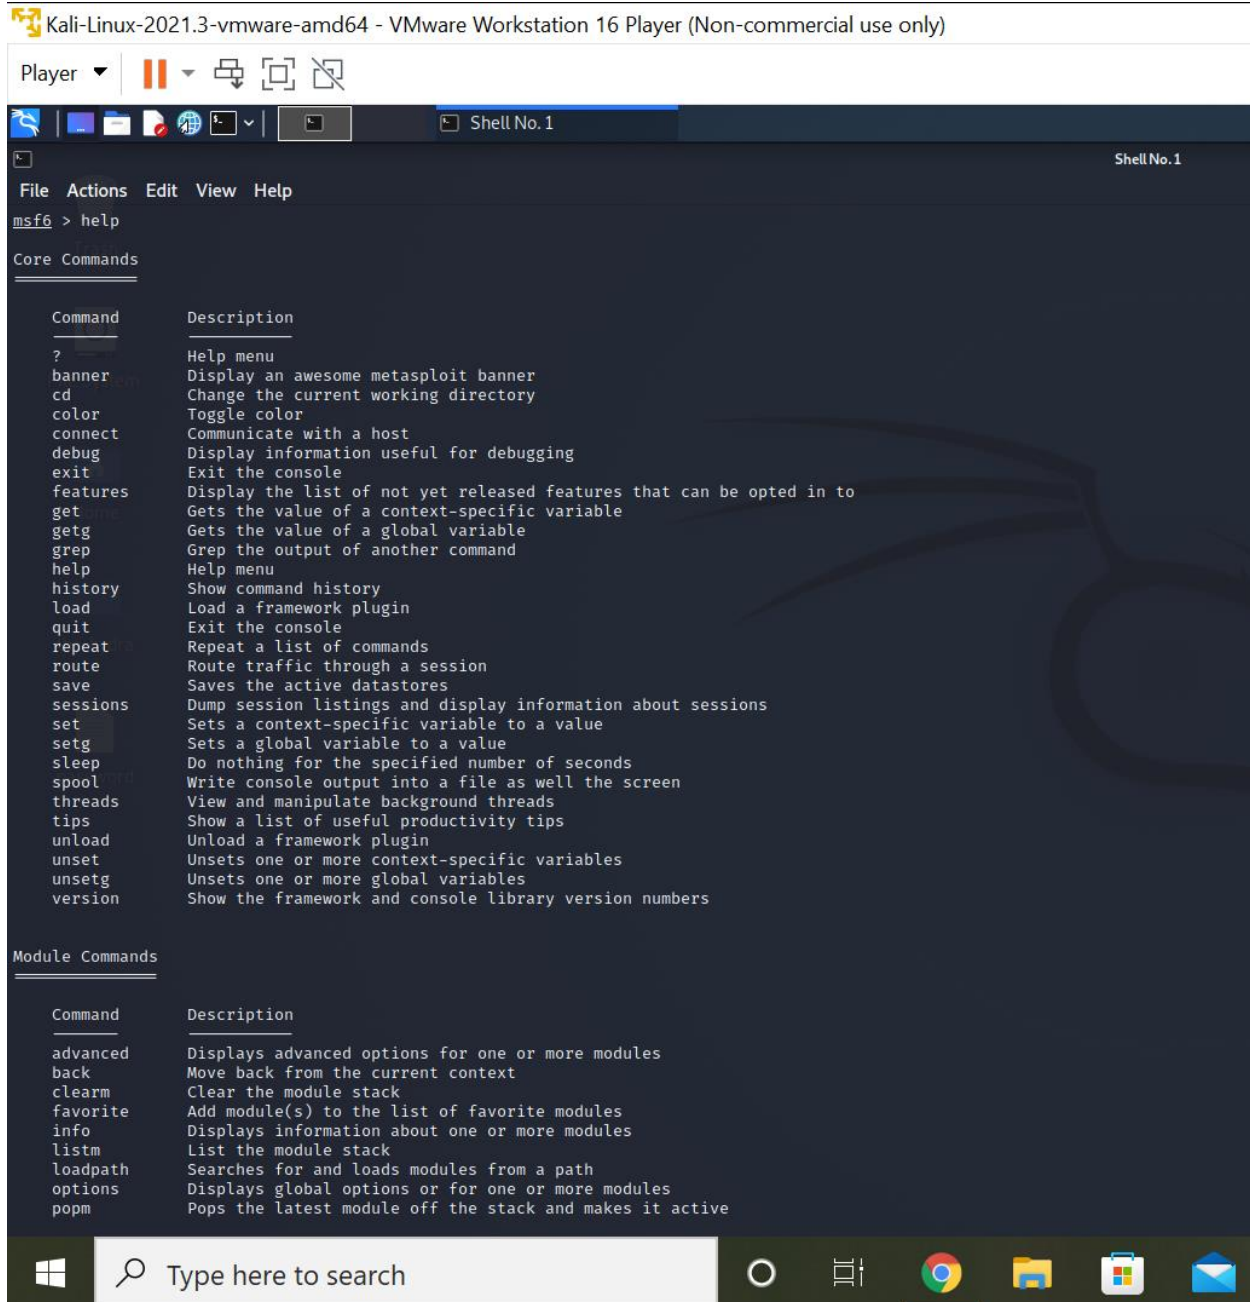 Kali-Linux-2021.3-vmware-amd64 - VMware Workstation 16 Player (Non-commercial use only)
Player
Shell No. 1
Shell No. 1
File Actions Edit View Help
msf6 > help
Core Commands
Command Description
? Help menu
banner Display an awesome metasploit banner
cd Change the current working directory
color Toggle color
connect Communicate with a host
debug Display information useful for debugging
exit Exit the console
features Display the list of not yet released features that can be opted in to
get Gets the value of a context-specific variable
getg Gets the value of a global variable
grep Grep the output of another command
help Help menu
history Show command history
load Load a framework plugin
quit Exit the console
repeat Repeat a list of commands
route Route traffic through a session
save Saves the active datastores
sessions Dump session listings and display information about sessions
set Sets a context-specific variable to a value
setg Sets a global variable to a value
sleep Do nothing for the specified number of seconds
spool Write console output into a file as well the screen
threads View and manipulate background threads
tips Show a list of useful productivity tips
unload Unload a framework plugin
unset Unsets one or more context-specific variables
unsetg Unsets one or more global variables
version Show the framework and console library version numbers
Module Commands
Command Description
advanced Displays advanced options for one or more modules
back Move back from the current context
clearm Clear the module stack
favorite Add module(s) to the list of favorite modules
info Displays information about one or more modules
listm List the module stack
loadpath Searches for and loads modules from a path
options Displays global options or for one or more modules
popm Pops the latest module off the stack and makes it active
Type here to search